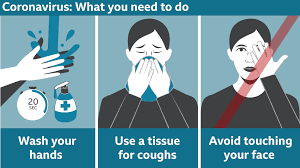 Coronavirus: What you need to do
20
SEC
Wash your
hands
Use a tissue
for coughs
Avoid touching
your face